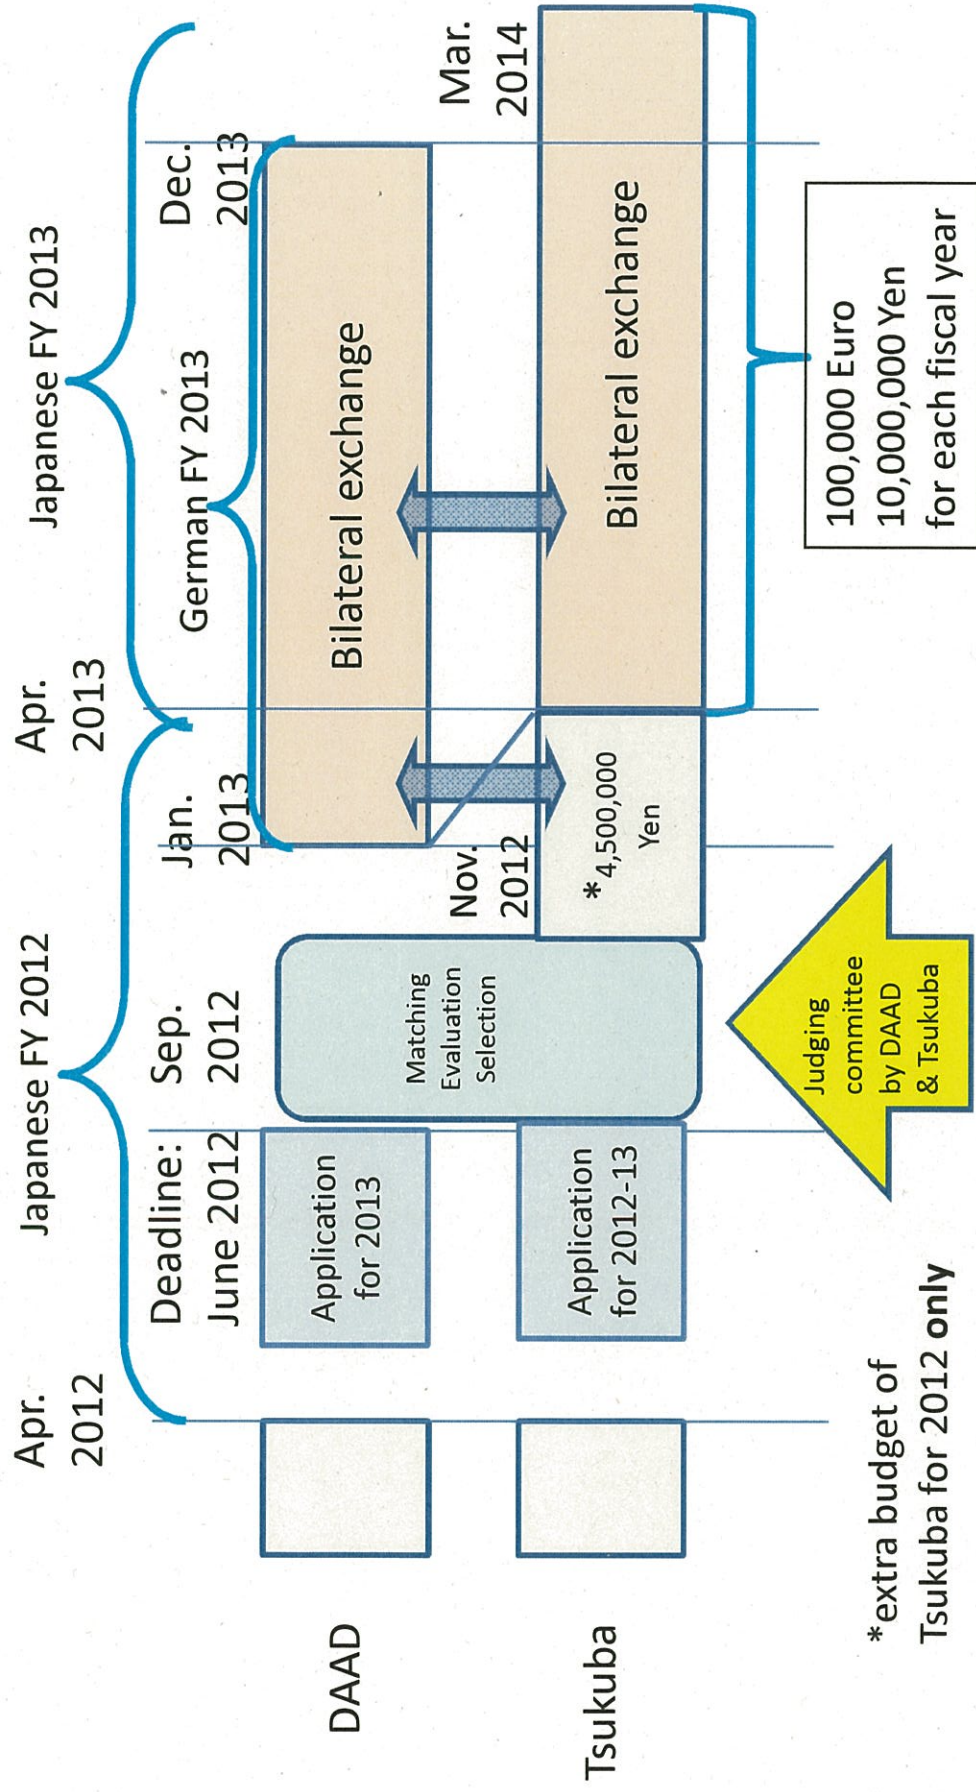 Japanese FY 2012
Japanese FY 2013
Apr.
2012
Deadline:
June 2012
Sep.
2012
Jan.
2013
Apr.
2013
German FY 2013
Dec.
2013
DAAD
Application
for 2013
Matching
Evaluation
Selection
Bilateral exchange
Nov.
2012
Mar.
2014
Tsukuba
Application
for 2012-13
*4,500,000
Yen
Bilateral exchange
Judging
committee
by DAAD
& Tsukuba
100,000 Euro
10,000,000 Yen
for each fiscal year
*extra budget of
Tsukuba for 2012 only